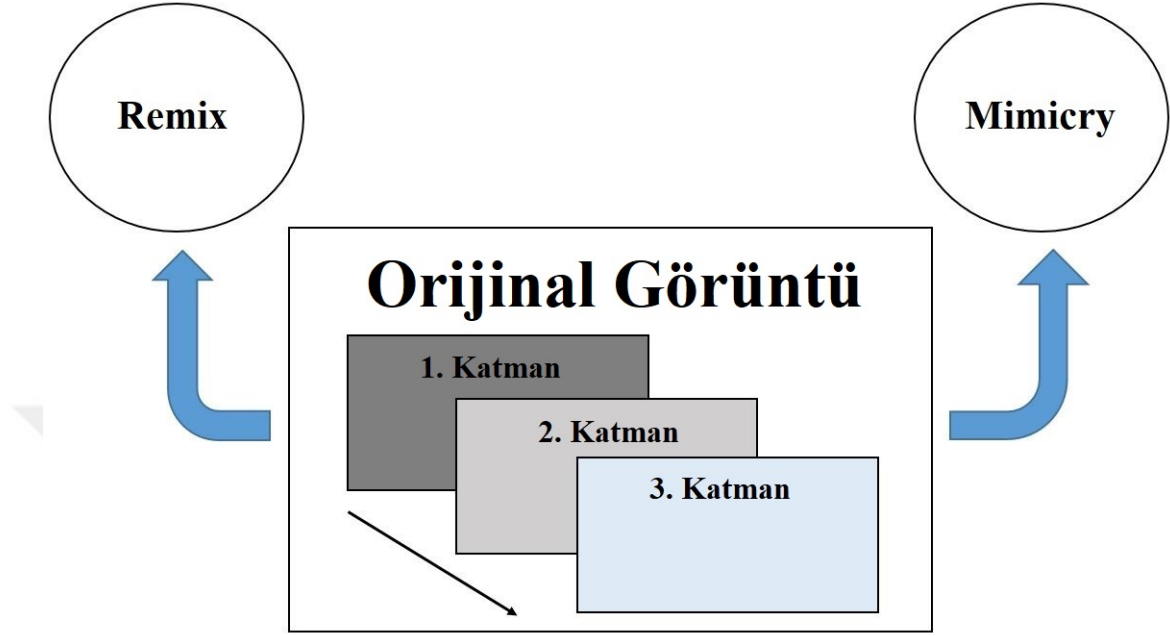 Remix
Mimicry
Orijinal Görüntü
1. Katman
2. Katman
3. Katman